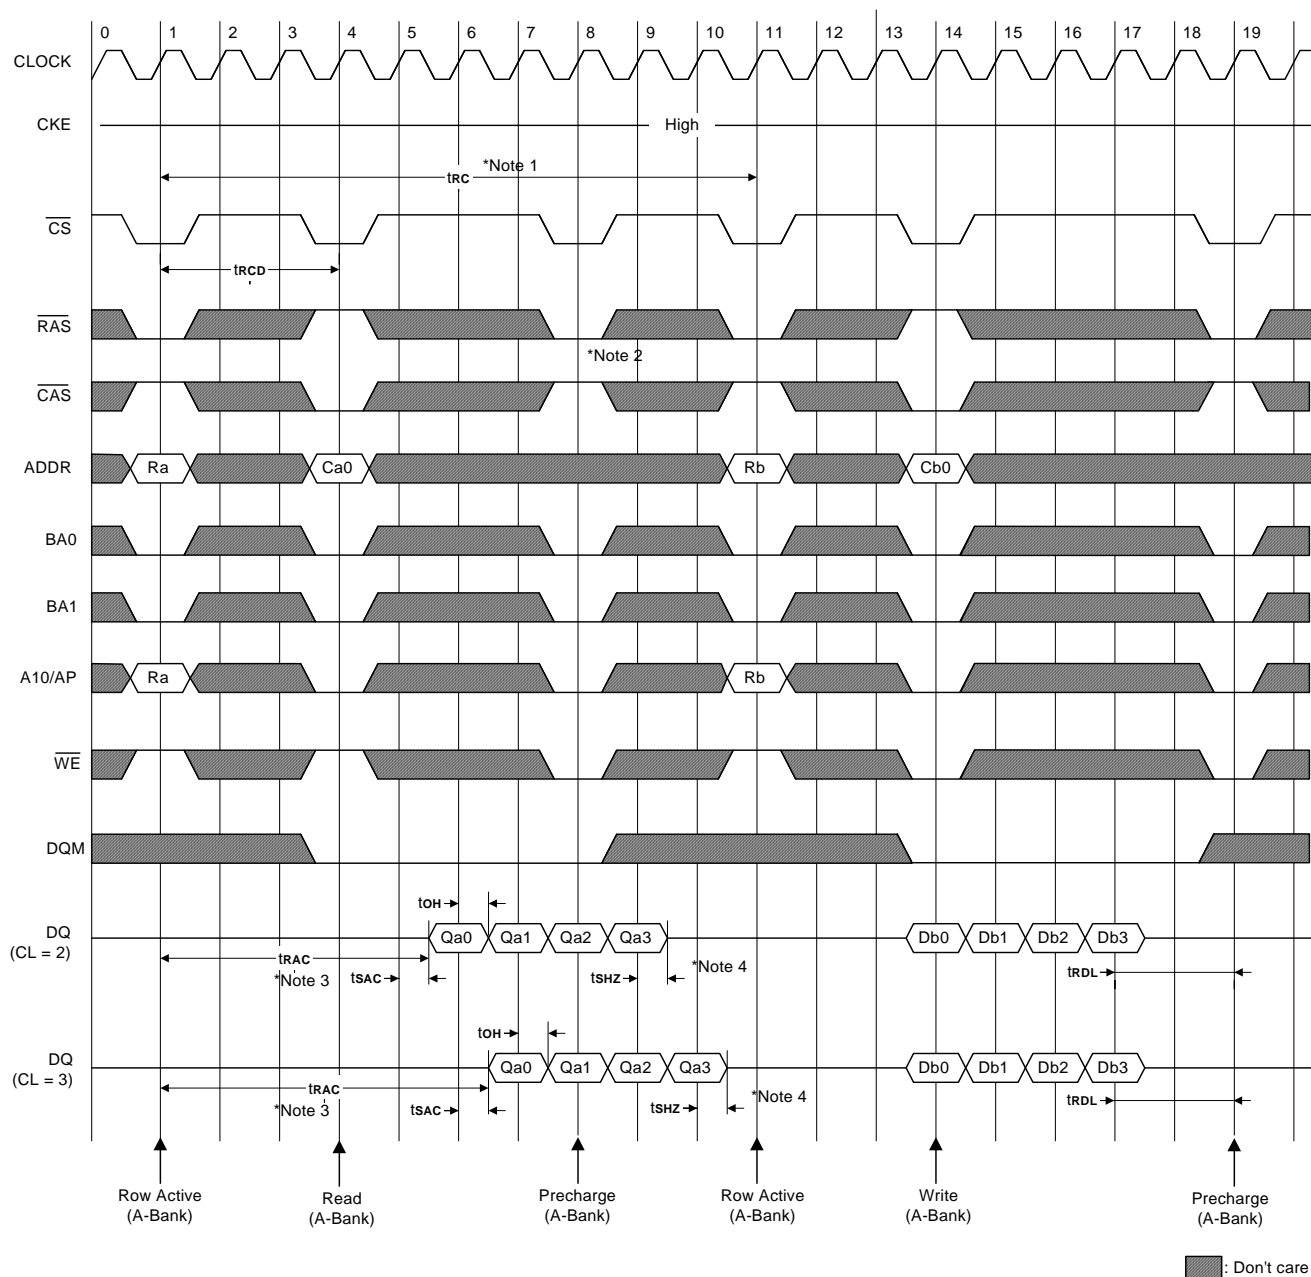 0 1 2 3 4 5 6 7 8 9 10 11 12 13 14 15 16 17 18 19
CLOCK
CKE
High
*Note 1
tRC
CS
tRCD
RAS
*Note 2
CAS
ADDR Ra Ca0 Rb Cb0
BA0
BA1
A10/AP Ra Rb
WE
DQM
tOH
DQ
(CL = 2)
Qa0 Qa1 Qa2 Qa3 Db0 Db1 Db2 Db3
tRAC
*Note 3
tSAC
tSHZ
*Note 4
tRDL
tOH
DQ
(CL = 3)
Qa0 Qa1 Qa2 Qa3 Db0 Db1 Db2 Db3
tRAC
*Note 3
tSAC
tSHZ
*Note 4
tRDL
Row Active
(A-Bank)
Read
(A-Bank)
Precharge
(A-Bank)
Row Active
(A-Bank)
Write
(A-Bank)
Precharge
(A-Bank)
: Don't care